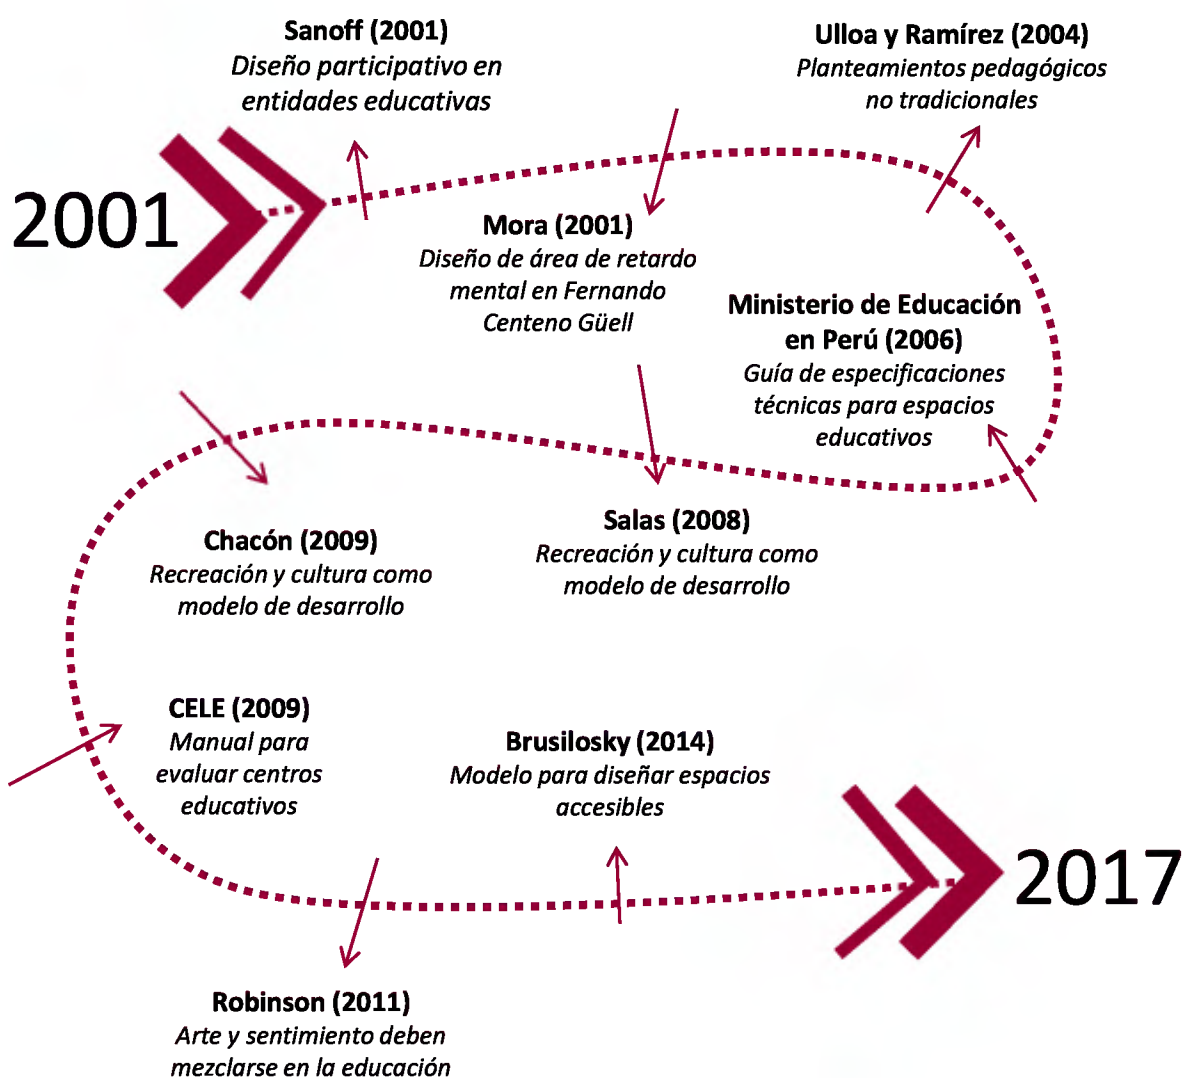 2001
Sanoff (2001)
Diseño participativo en
entidades educativas
Mora (2001)
Diseño de área de retardo
mental en Fernando
Centeno Güell
Ulloa y Ramírez (2004)
Planteamientos pedagógicos
no tradicionales
Ministerio de Educación
en Perú (2006)
Guía de especificaciones
técnicas para espacios
educativos
Salas (2008)
Recreación y cultura como
modelo de desarrollo
Chacón (2009)
Recreación y cultura como
modelo de desarrollo
CELE (2009)
Manual para
evaluar centros
educativos
Robinson (2011)
Arte y sentimiento deben
mezclarse en la educación
Brusilosky (2014)
Modelo para diseñar espacios
accesibles
2017